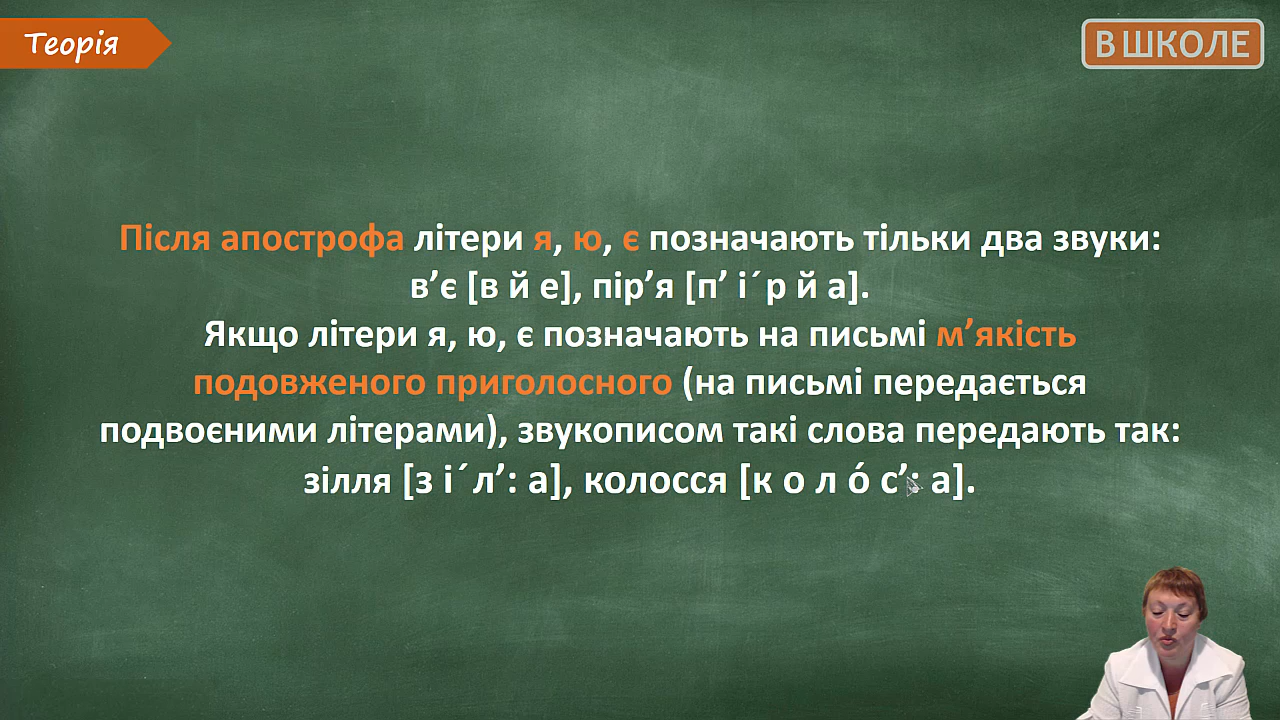 Теорія
В ШКОЛЕ
Після апострофа літери я, ю, є позначають тільки два звуки:
в’є [в й е], пір’я [п’ і´ р й а].
Якщо літери я, ю, є позначають на письмі м’якість
подовженого приголосного (на письмі передається
подвоєними літерами), звукописом такі слова передають так:
зілля [з і´ л’: а], колосся [к о л о́ с’: а].